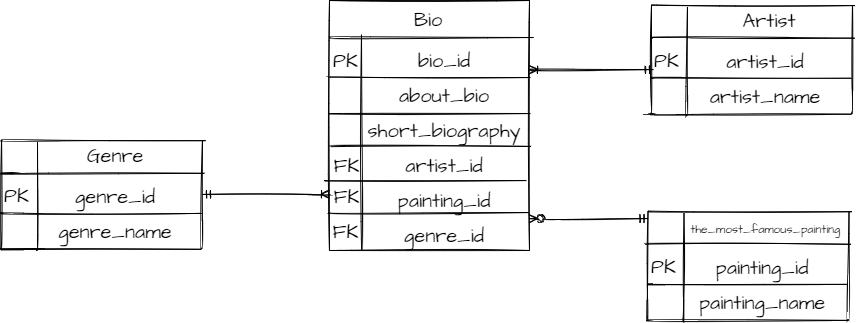 Bio
PK bio_id
about_bio
short_biography
FK artist_id
FK painting_id
FK genre_id
Artist
PK artist_id
artist_name
Genre
PK genre_id
genre_name
the_most_famous_painting
PK painting_id
painting_name